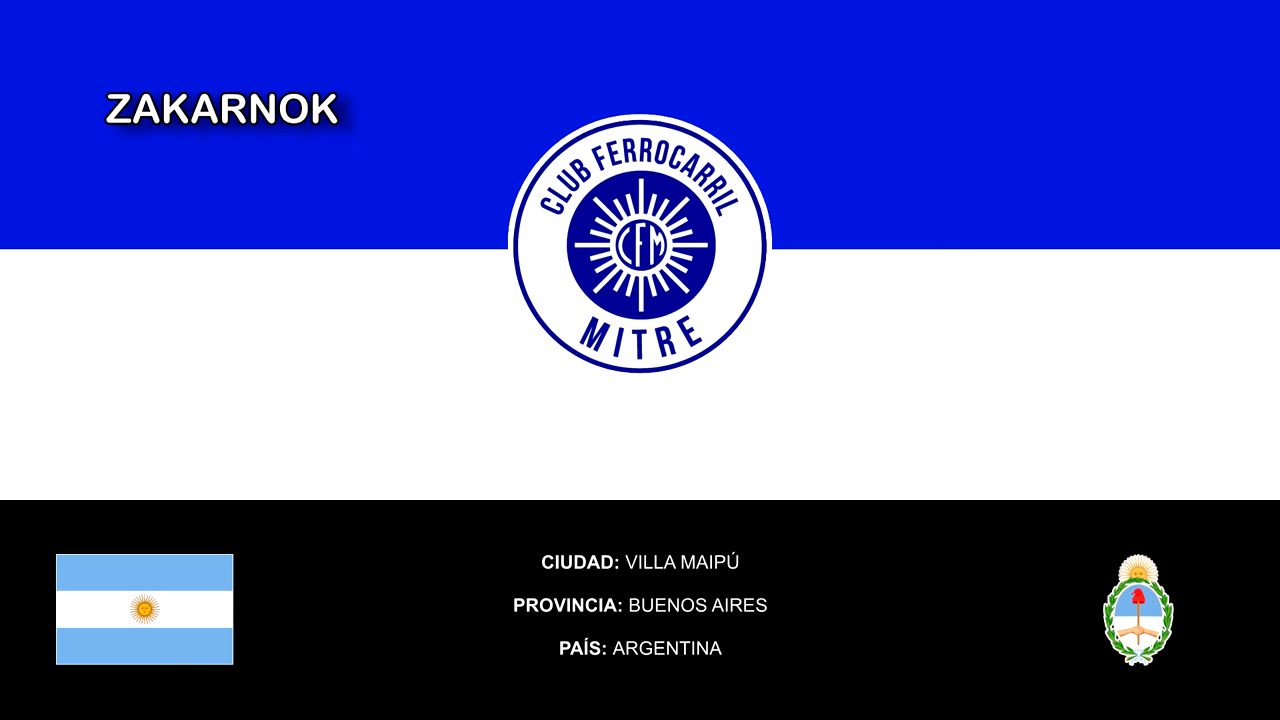 ZAKARNOK
CLUB FERROCARRIL
CFM
MITRE
CIUDAD: VILLA MAIPÚ
PROVINCIA: BUENOS AIRES
PAÍS: ARGENTINA